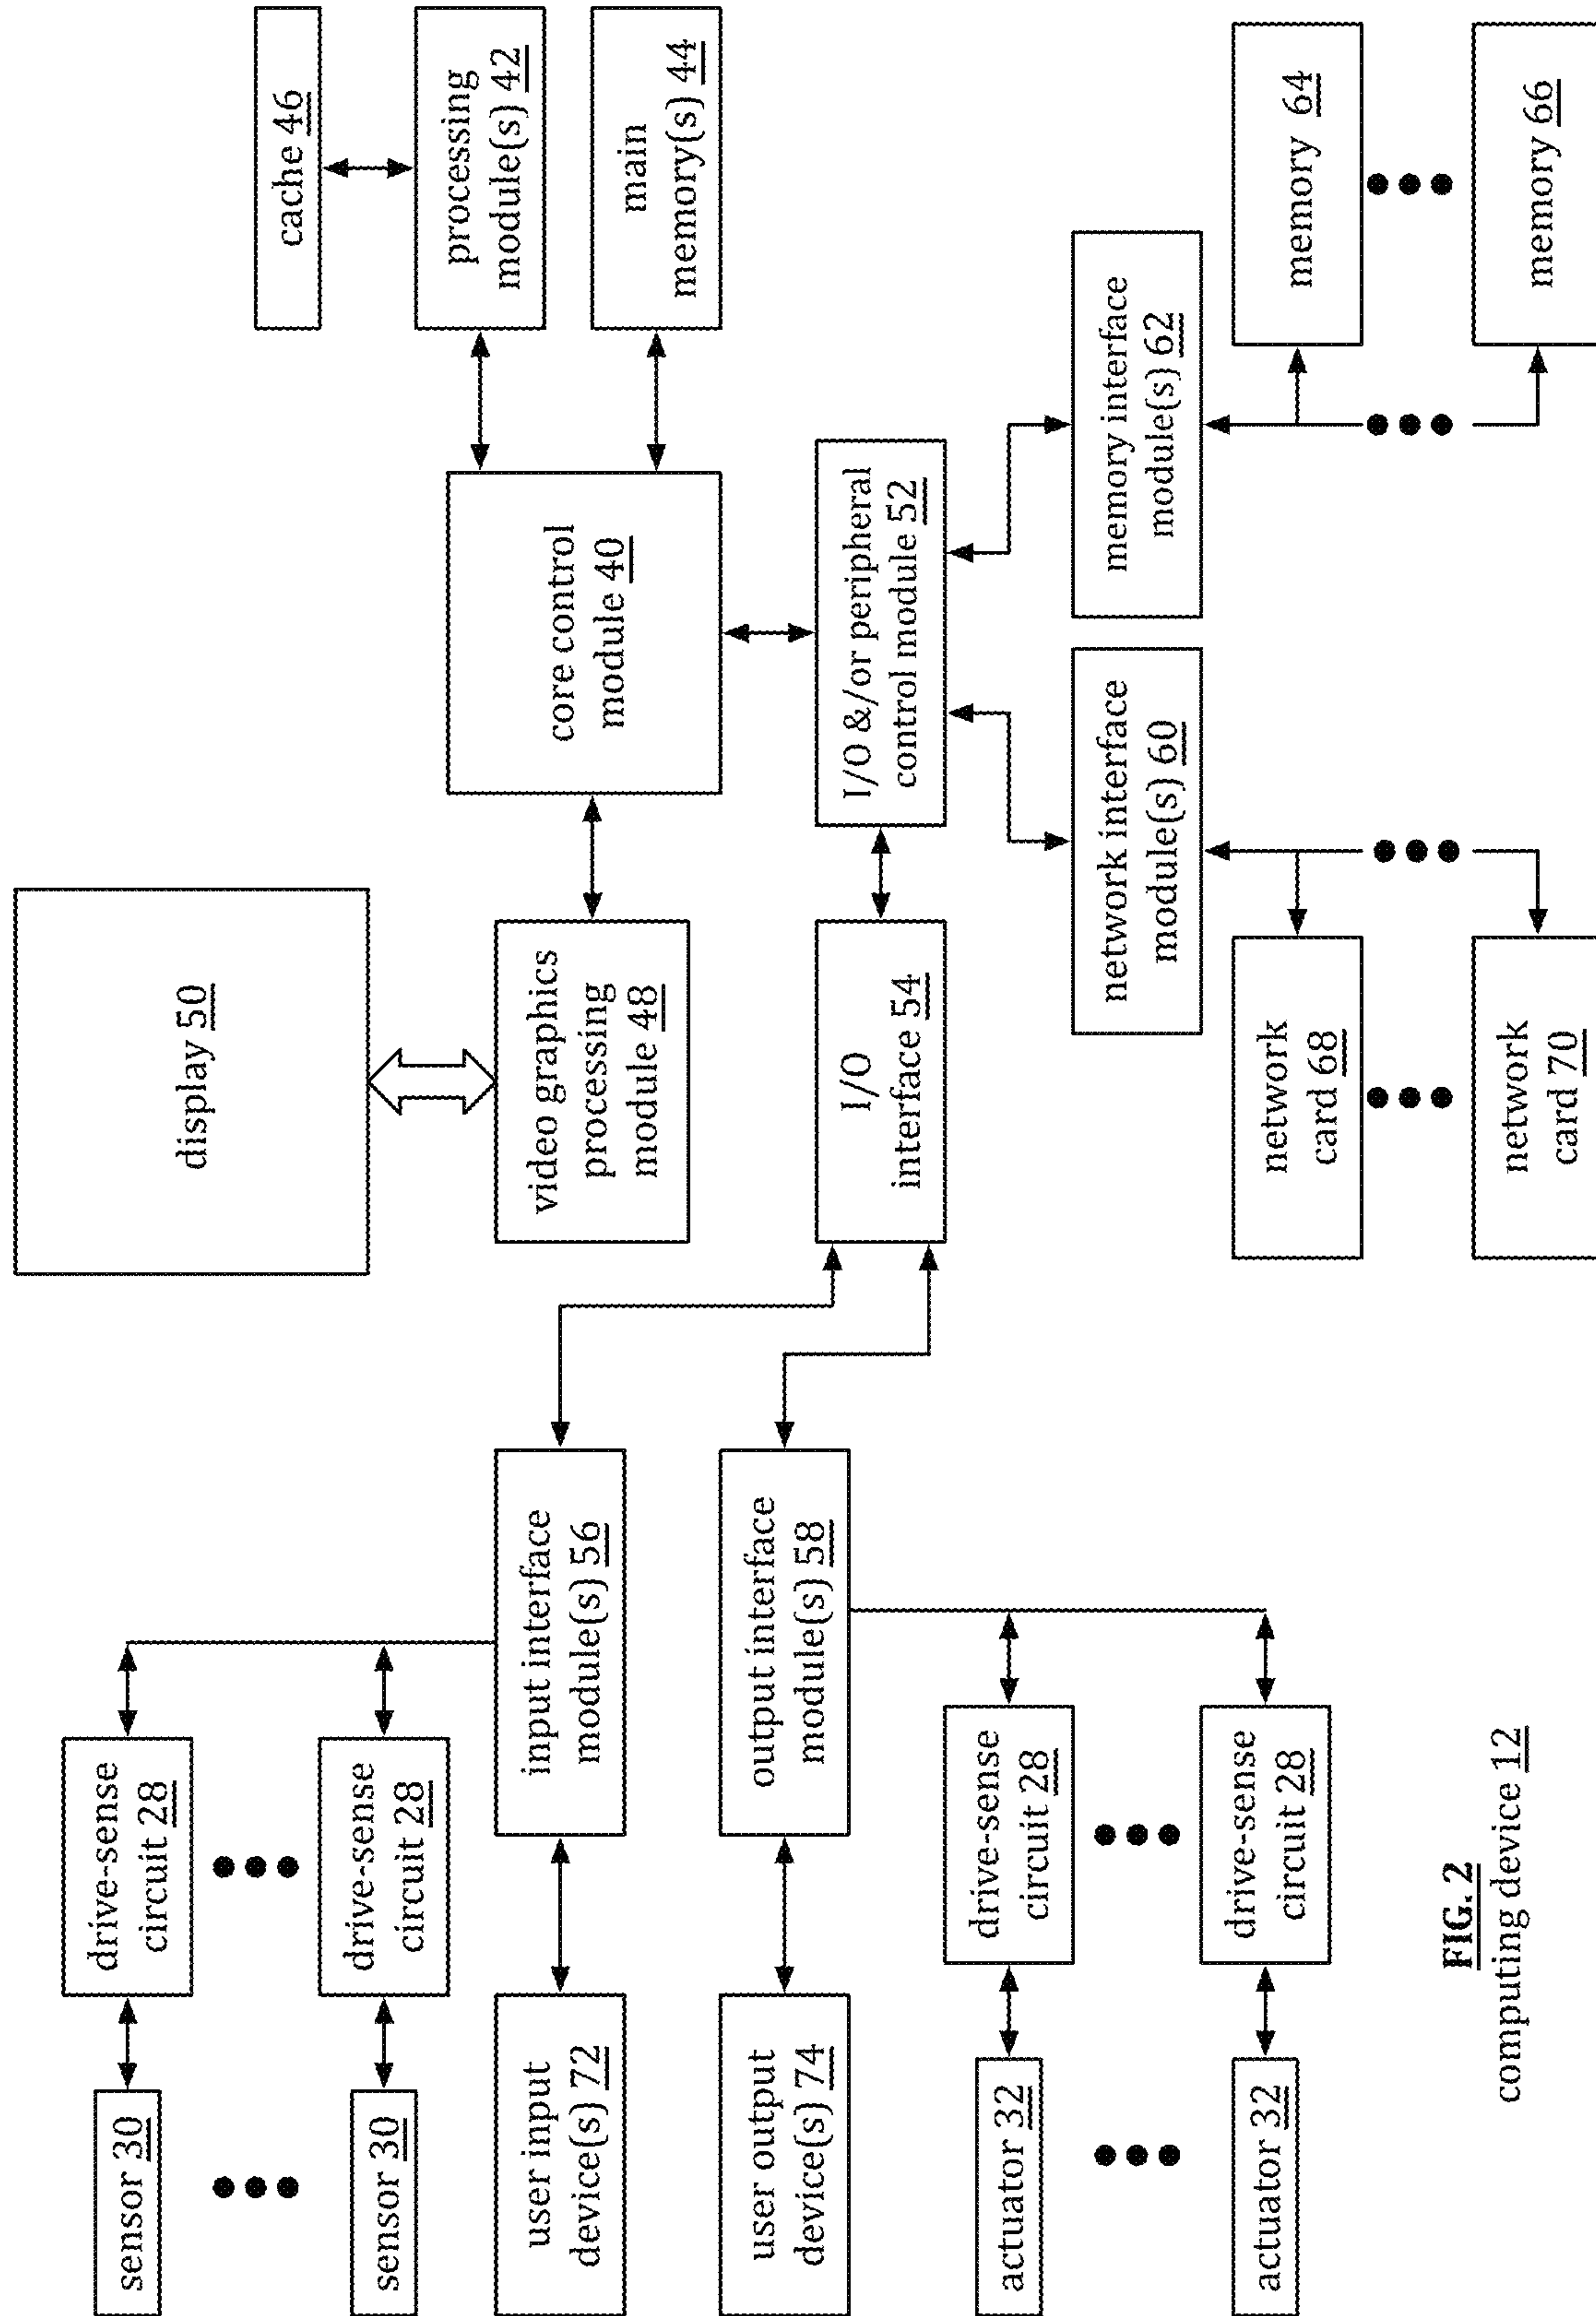 display 50
cache 46
processing
module(s) 42
main
memory(s) 44
core control
module 40
video graphics
processing
module 48
sensor 30
drive-sense
circuit 28
sensor 30
drive-sense
circuit 28
user input
device(s) 72
input interface
module(s) 56
user output
device(s) 74
output interface
module(s) 58
I/O
interface 54
I/O &/or peripheral
control module 52
network interface
module(s) 60
memory interface
module(s) 62
actuator 32
drive-sense
circuit 28
actuator 32
drive-sense
circuit 28
network
card 68
memory 64
network
card 70
memory 66
FIG. 2
computing device 12